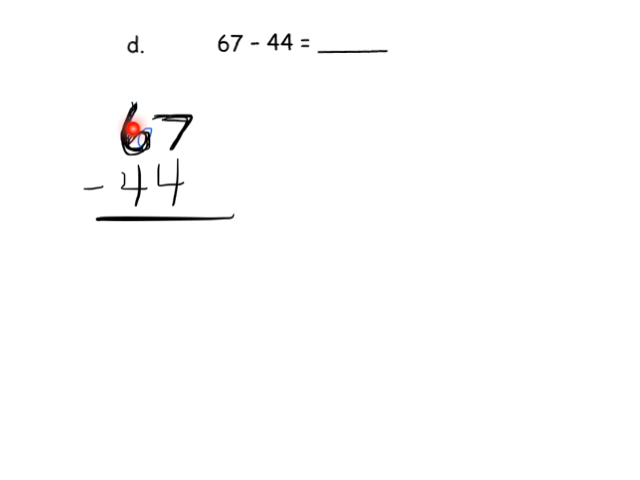 d. 67 - 44 = ______
67
- 44